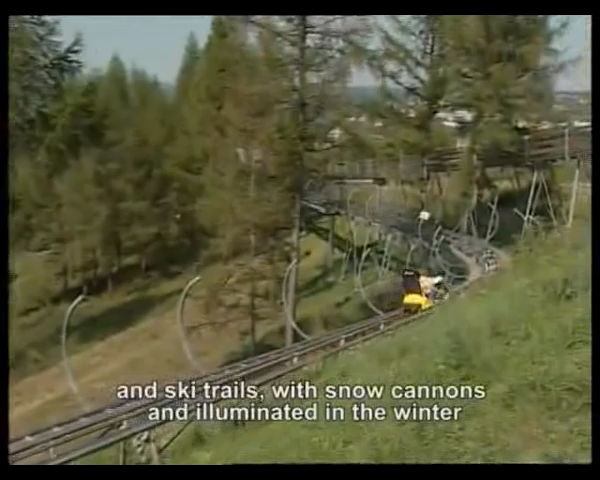 and ski trails, with snow cannons
and illuminated in the winter